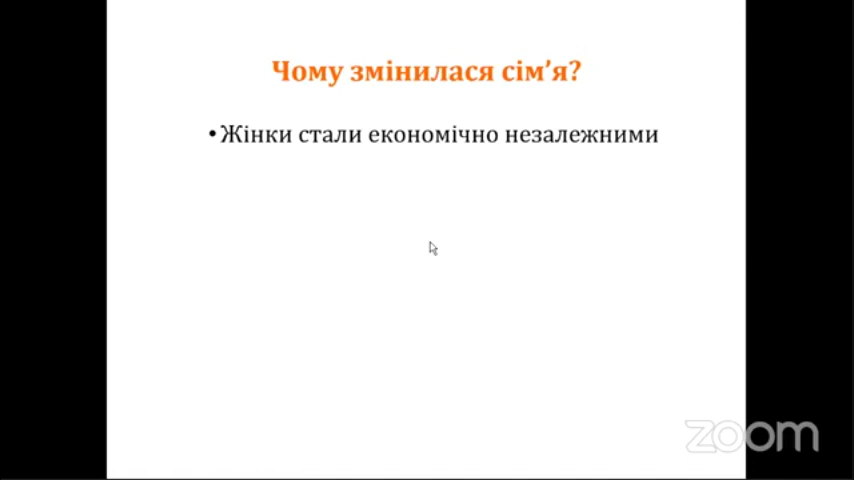 Чому змінилася сім’я?
• Жінки стали економічно незалежними
zoom